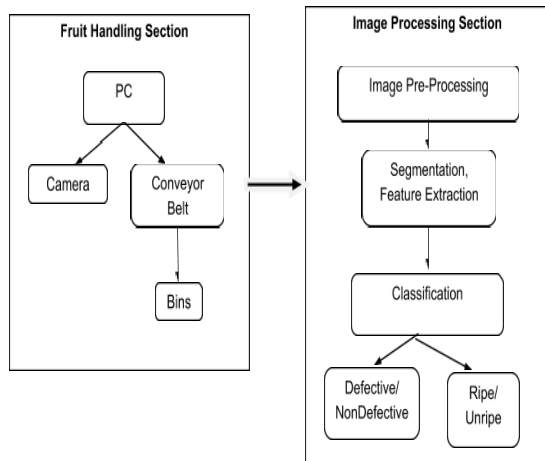 Fruit Handling Section
PC
Camera
Conveyor
Belt
Bins
Image Processing Section
Image Pre-Processing
Segmentation,
Feature Extraction
Classification
Defective/
NonDefective
Ripe/
Unripe